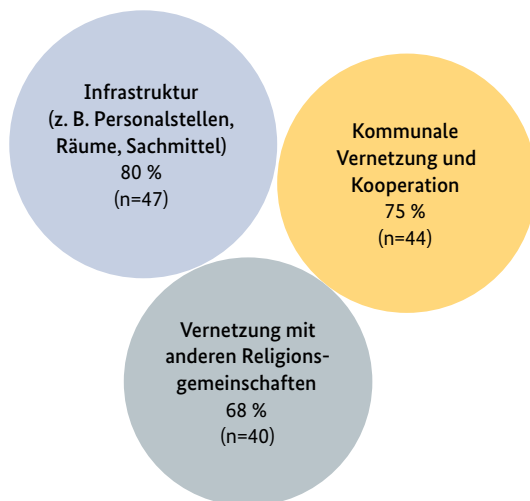 Infrastruktur
(z. B. Personalstellen,
Räume, Sachmittel)
80 %
(n=47)
Kommunale
Vernetzung und
Kooperation
75 %
(n=44)
Vernetzung mit
anderen Religions-
gemeinschaften
68 %
(n=40)